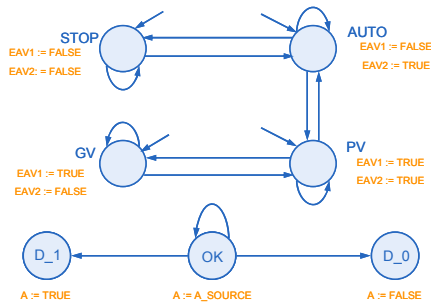 STOP
EAV1 := FALSE
EAV2: = FALSE
AUTO
EAV1 := FALSE
EAV2 := TRUE
GV
EAV1 := TRUE
EAV2 := FALSE
PV
EAV1 := TRUE
EAV2 := TRUE
D_1
OK
D_0
A := TRUE
A := A_SOURCE
A := FALSE